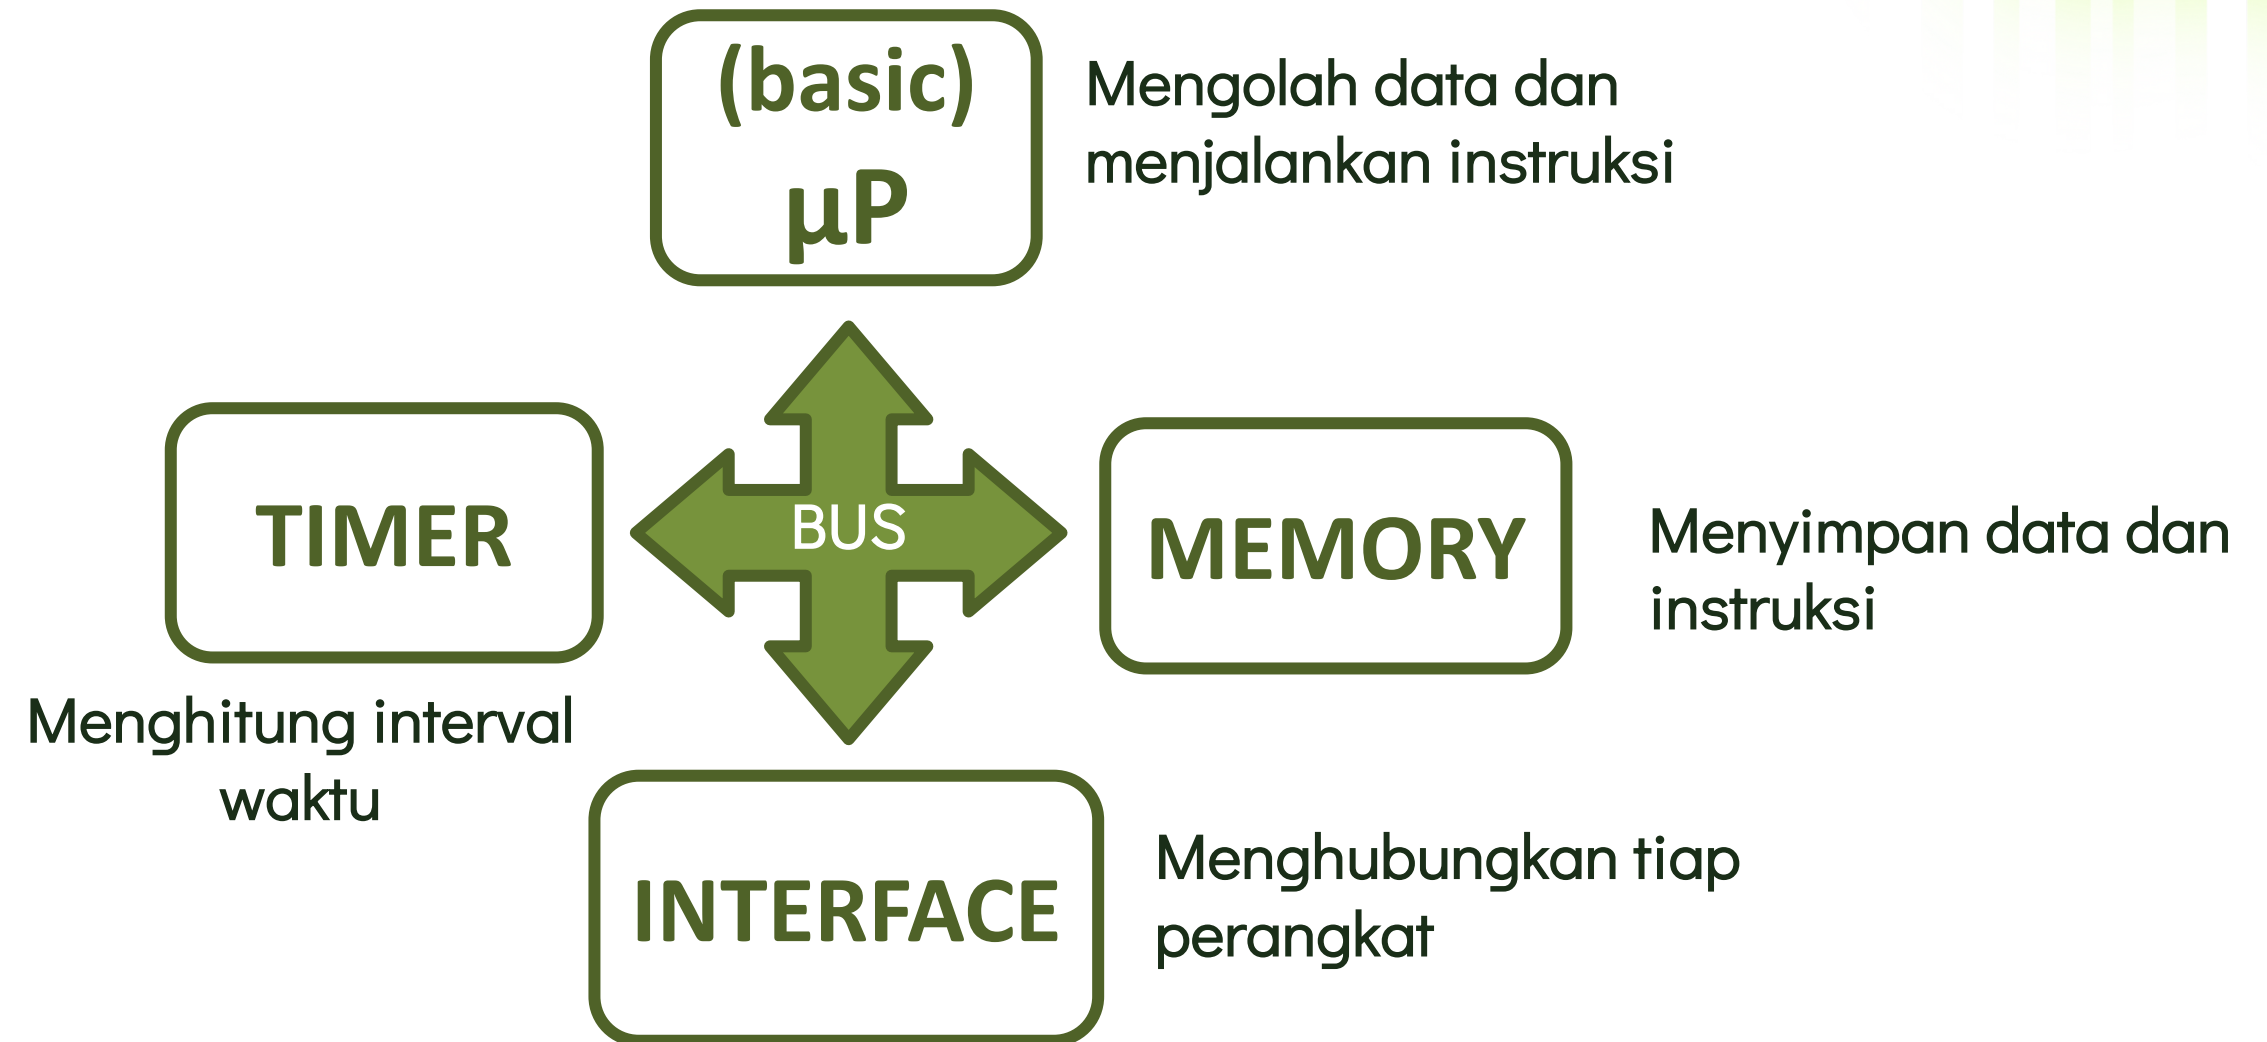 (basic)
µP
Mengolah data dan
menjalankan instruksi
TIMER
BUS
MEMORY
Menyimpan data dan
instruksi
Menghitung interval
waktu
INTERFACE
Menghubungkan tiap
perangkat